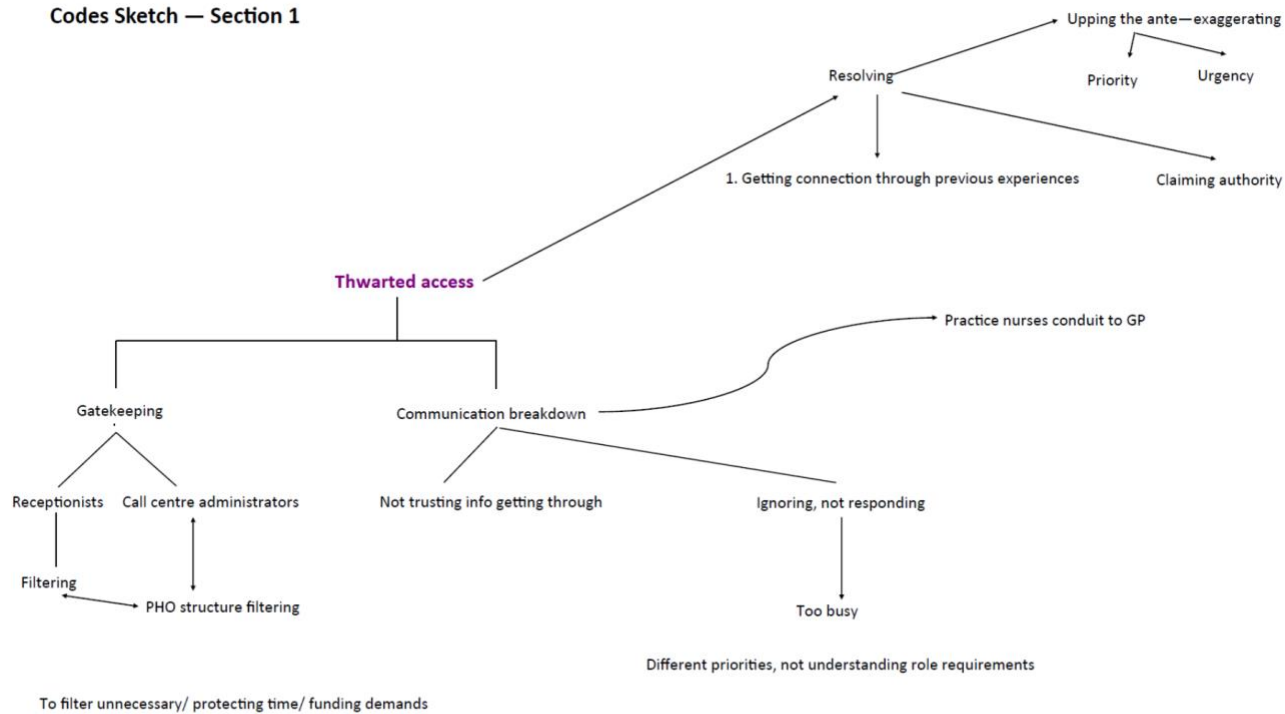 Codes Sketch — Section 1
Upping the ante—exaggerating
Resolving
Priority
Urgency
1. Getting connection through previous experiences
Claiming authority
Thwarted access
Practice nurses conduit to GP
Gatekeeping
Communication breakdown
Receptionists
Call centre administrators
Not trusting info getting through
Ignoring, not responding
Filtering
PHO structure filtering
Too busy
Different priorities, not understanding role requirements
To filter unnecessary/ protecting time/ funding demands